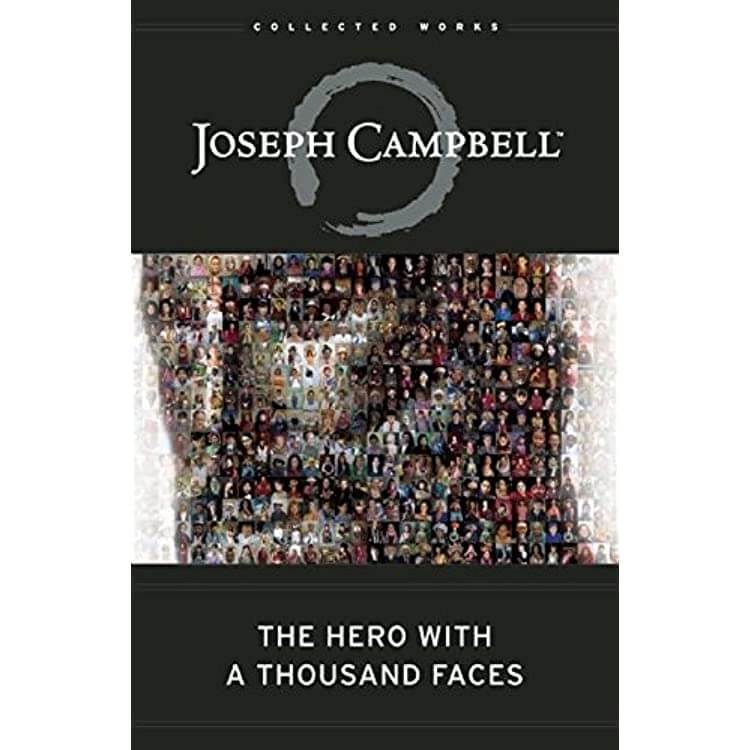 COLLECTED WORKS
JOSEPH CAMPBELL™
THE HERO WITH
A THOUSAND FACES